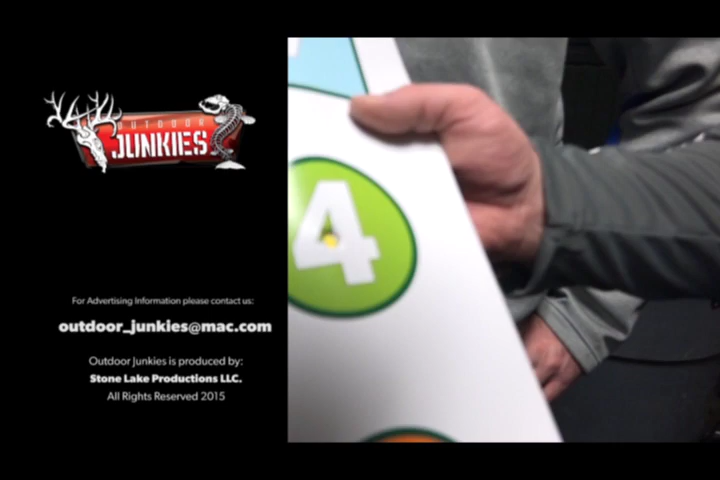 OUTDOOR
JUNKIES
For Advertising Information please contact us:
outdoor_junkies@mac.com
Outdoor Junkies is produced by:
Stone Lake Productions LLC.
All Rights Reserved 2015
4